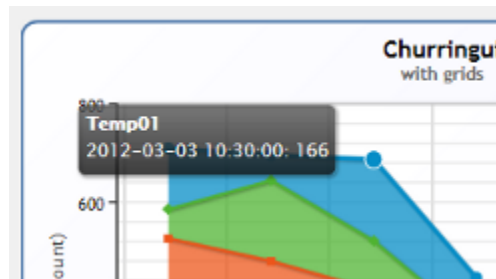 Churringu
with grids
800
Temp01
2012-03-03 10:30:00: 166
600
ount)